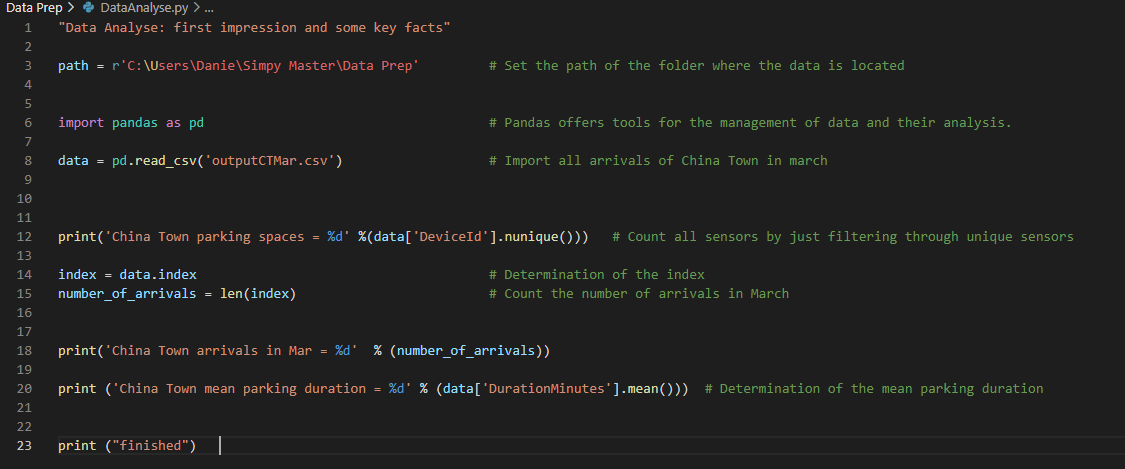 Data Prep > DataAnalyse.py > ...
1 "Data Analyse: first impression and some key facts"
2
3 path = r'C:\Users\Danie\Simpy Master\Data Prep' # Set the path of the folder where the data is located
4
5
6 import pandas as pd # Pandas offers tools for the management of data and their analysis.
7
8 data = pd.read_csv('outputCTMar.csv') # Import all arrivals of China Town in march
9
10
11
12 print('China Town parking spaces = %d' %(data['DeviceId'].nunique())) # Count all sensors by just filtering through unique sensors
13
14 index = data.index # Determination of the index
15 number_of_arrivals = len(index) # Count the number of arrivals in March
16
17
18 print('China Town arrivals in Mar = %d' % (number_of_arrivals))
19
20 print ('China Town mean parking duration = %d' % (data['DurationMinutes'].mean())) # Determination of the mean parking duration
21
22
23 print ("finished")